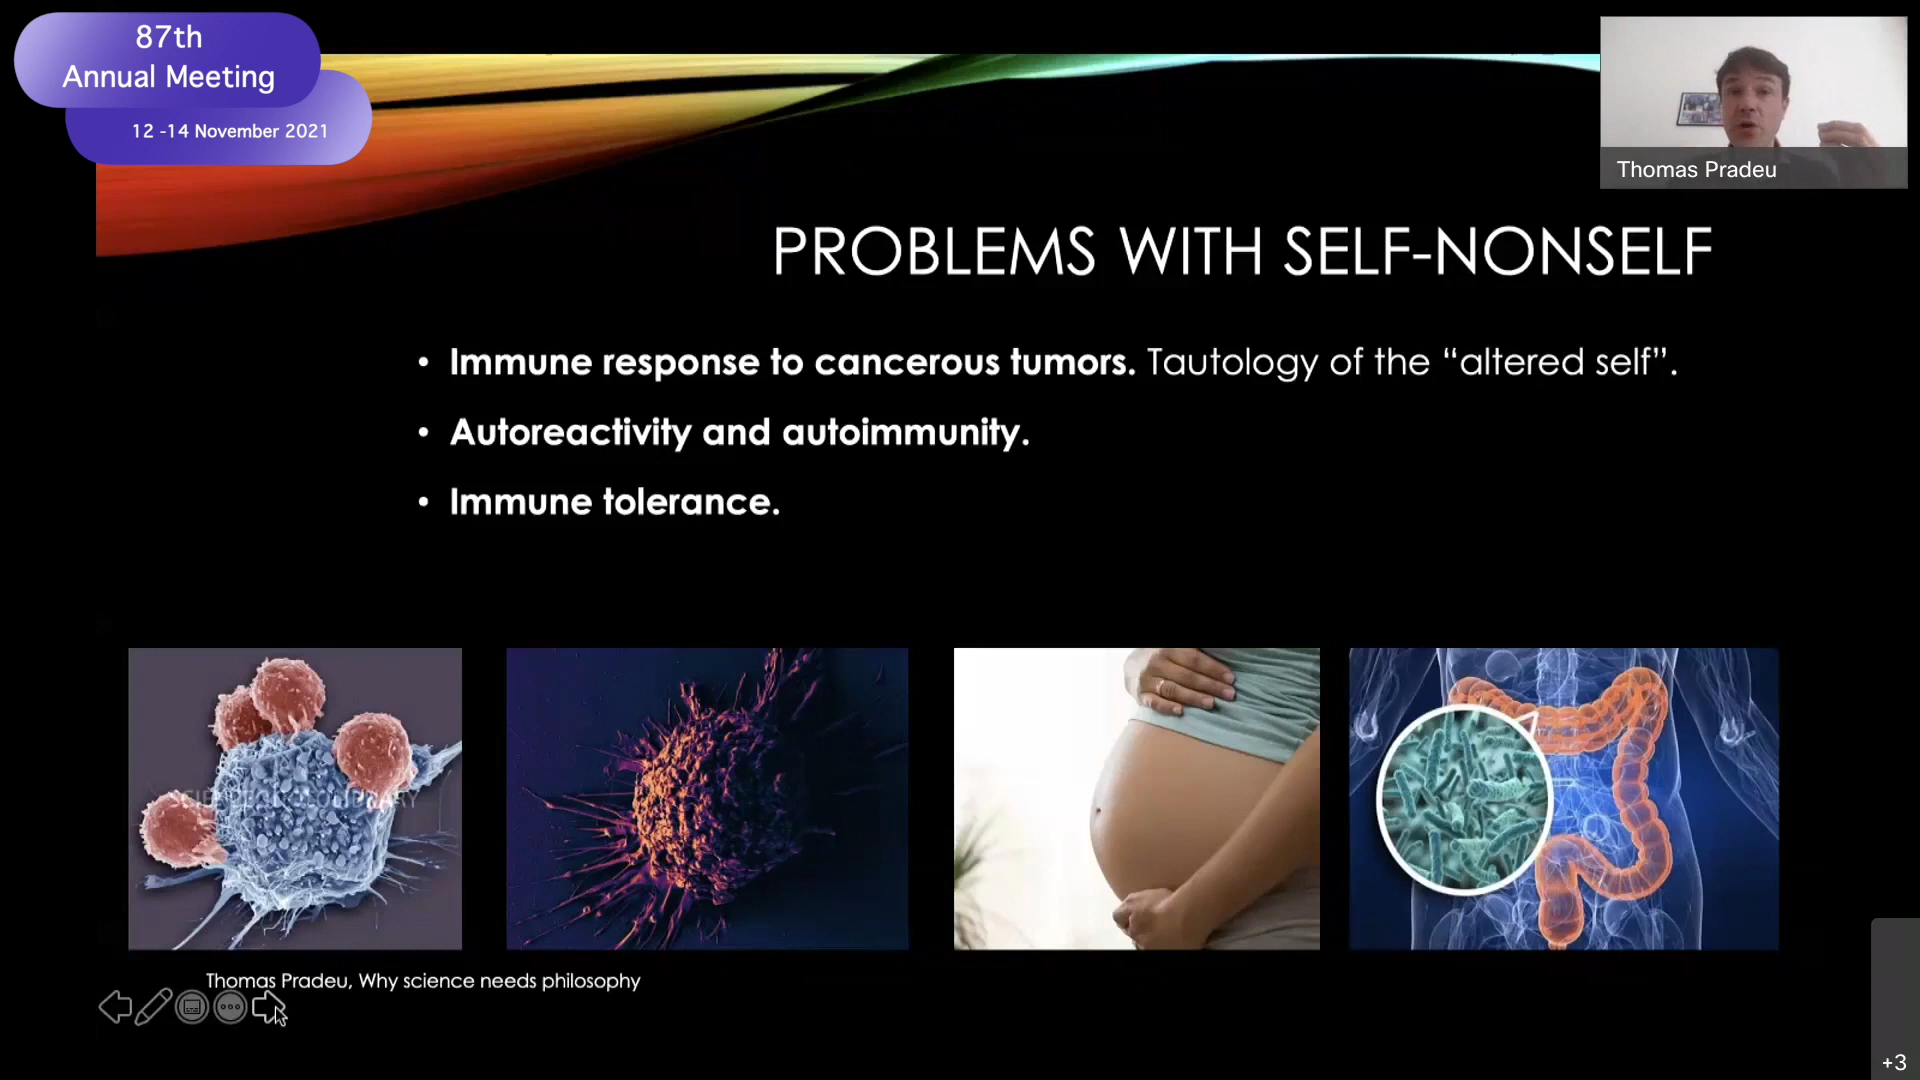 87th
Annual Meeting
12 -14 November 2021
Thomas Pradeu
PROBLEMS WITH SELF-NONSELF
• Immune response to cancerous tumors. Tautology of the “altered self”.
• Autoreactivity and autoimmunity.
• Immune tolerance.
Thomas Pradeu, Why science needs philosophy
+3